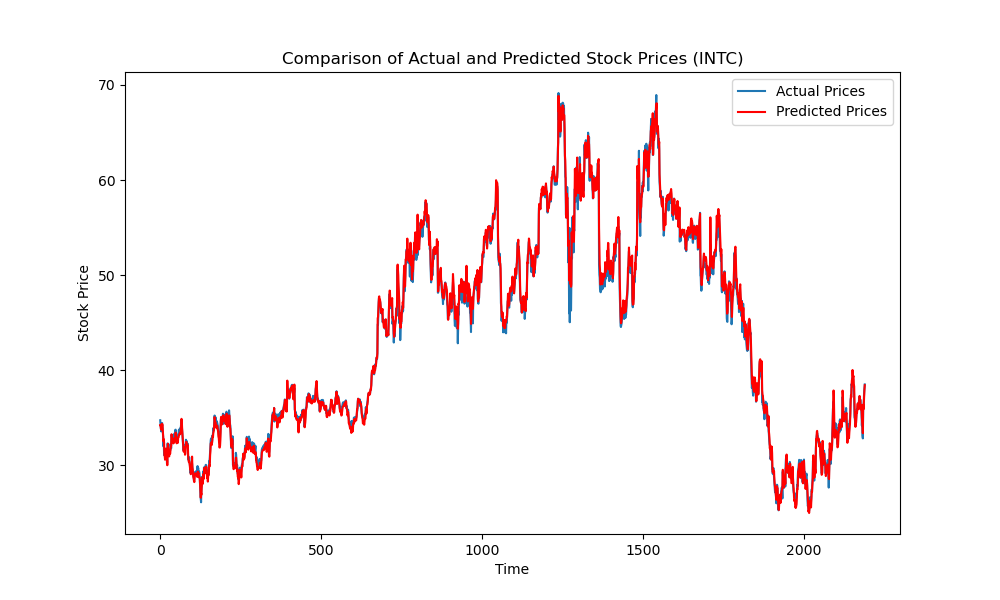 Comparison of Actual and Predicted Stock Prices (INTC)
Actual Prices
Predicted Prices
70
60
50
40
30
Stock Price
0 500 1000 1500 2000
Time